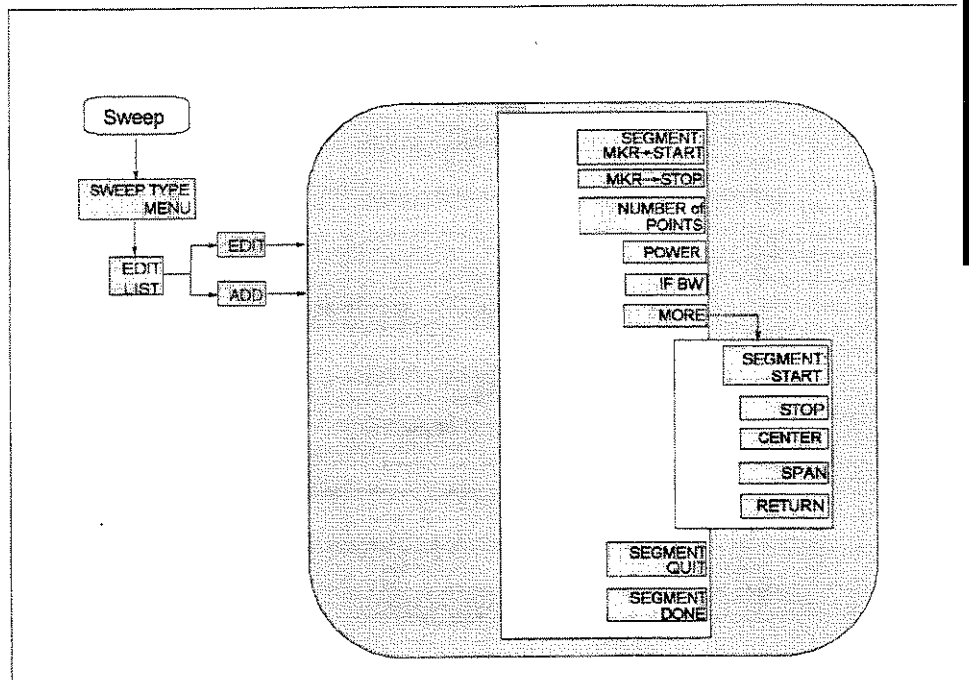 Sweep
SWEEP TYPE
MENU
EDIT
LIST
EDIT
ADD
SEGMENT:
MKR→START
MKR→STOP
NUMBER of
POINTS
POWER
IF BW
MORE
SEGMENT:
START
STOP
CENTER
SPAN
RETURN
SEGMENT
QUIT
SEGMENT
DONE